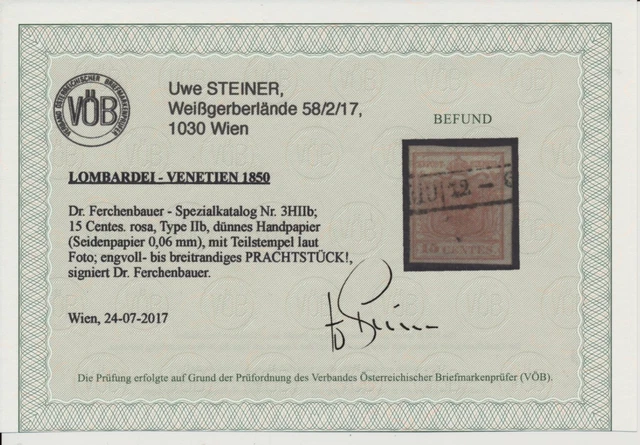 VERBAND ÖSTERREICHISCHER BRIEFMARKENPRÜFER
VÖB
Uwe STEINER,
Weißgerberlände 58/2/17,
1030 Wien
BEFUND
LOMBARDEI - VENETIEN 1850
Dr. Ferchenbauer - Spezialkatalog Nr. 3HIIb;
15 Centes. rosa, Type IIb, dünnes Handpapier
(Seidenpapier 0,06 mm), mit Teilstempel laut
Foto; engvoll- bis breitrandiges PRACHTSTÜCK!,
signiert Dr. Ferchenbauer.
12
15 CENTES.
Wien, 24-07-2017
Die Prüfung erfolgte auf Grund der Prüfordnung des Verbandes Österreichischer Briefmarkenprüfer (VÖB).